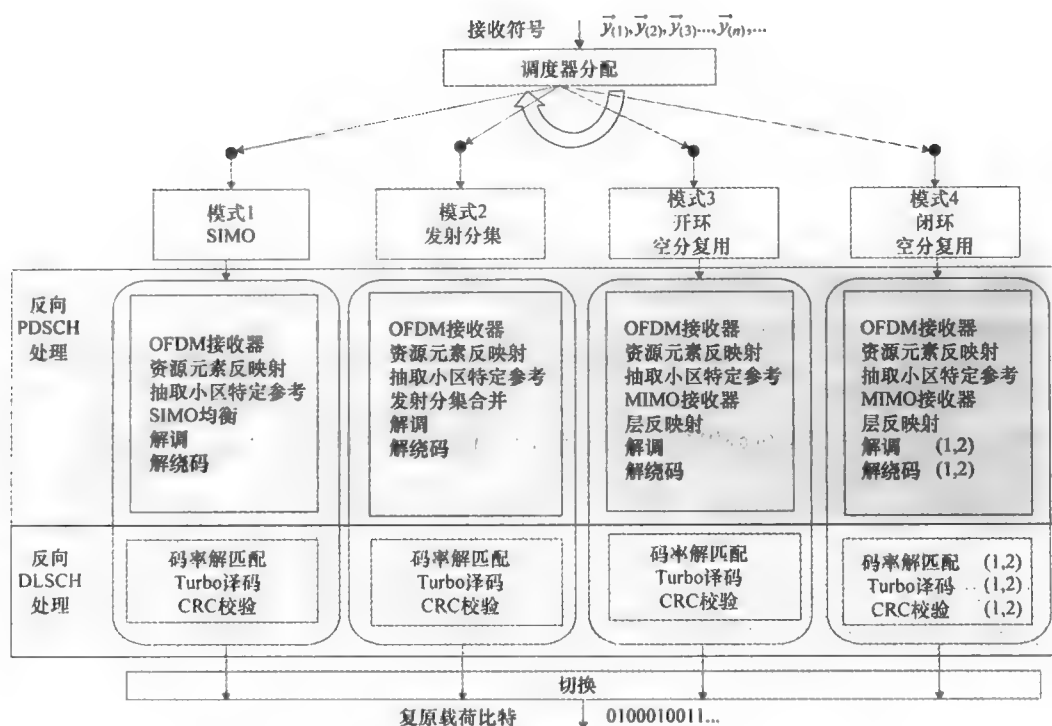 接收符号 y⃗(1),y⃗(2),y⃗(3)...,y⃗(n),...
调度器分配
模式1
SIMO
模式2
发射分集
模式3
开环
空分复用
模式4
闭环
空分复用
反向
PDSCH
处理
OFDM接收器
资源元素反映射
抽取小区特定参考
SIMO均衡
解调
解绕码
OFDM接收器
资源元素反映射
抽取小区特定参考
发射分集合并
解调
解绕码
OFDM接收器
资源元素反映射
抽取小区特定参考
MIMO接收器
层反映射
解调
解绕码
OFDM接收器
资源元素反映射
抽取小区特定参考
MIMO接收器
层反映射
解调 (1,2)
解绕码 (1,2)
反向
DLSCH
处理
码率解匹配
Turbo译码
CRC校验
码率解匹配
Turbo译码
CRC校验
码率解匹配
Turbo译码
CRC校验
码率解匹配 (1,2)
Turbo译码 (1,2)
CRC校验 (1,2)
切换
复原载荷比特 0100010011...